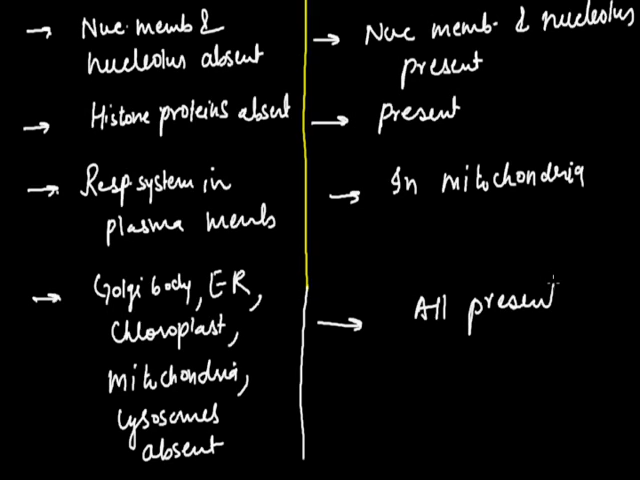 → Nuc. memb &
nucleolus absent
→ Nuc memb- & nucleolus
present
→ Histone proteins absent
→ present
→ Resp. system in
plasma memb
→ In mitochondria
→ Golgi body, ER,
Chloroplast,
mitochondria,
Lysosomes
absent
→ All present